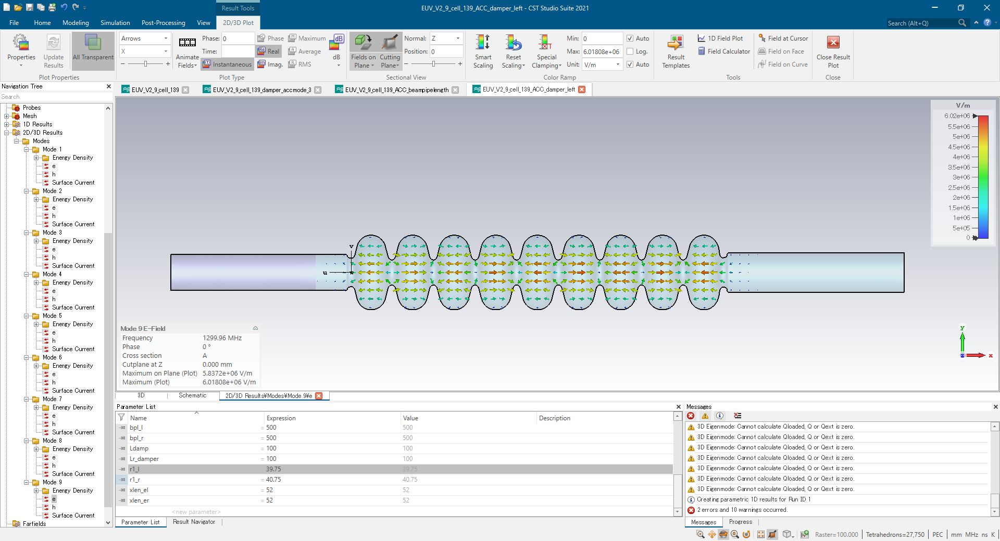 Result Tools
EUV_V2_9_cell_139_ACC_damper_left - CST Studio Suite 2021
File Home Modeling Simulation Post-Processing View 2D/3D Plot
Search (Alt+Q)
Properties
Update Results
All Transparent
Plot Properties
Arrows
X
Animate Fields
Phase: 0
Time:
Instantaneous
Phase
Real
Imag.
Maximum
Average
RMS
dB
Plot Type
Fields on Plane
Cutting Plane
Normal: Z
Position: 0
Sectional View
Smart Scaling
Reset Scaling
Special Clamping
Min: 0 Auto
Max: 6.01808e+06 Log.
Unit: V/m Auto
Color Ramp
Result Templates
1D Field Plot
Field Calculator
Field at Cursor
Field on Face
Field on Curve
Tools
Close Result Plot
Close
Navigation Tree
Search
EUV_V2_9_cell_139
EUV_V2_9_cell_139_damper_accmode_3
EUV_V2_9_cell_139_ACC_beampipelength
EUV_V2_9_cell_139_ACC_damper_left
Probes
Mesh
1D Results
2D/3D Results
Modes
Mode 1
Energy Density
e
h
Surface Current
Mode 2
Energy Density
e
h
Surface Current
Mode 3
Energy Density
e
h
Surface Current
Mode 4
Energy Density
e
h
Surface Current
Mode 5
Energy Density
e
h
Surface Current
Mode 6
Energy Density
e
h
Surface Current
Mode 7
Energy Density
e
h
Surface Current
Mode 8
Energy Density
e
h
Surface Current
Mode 9
Energy Density
e
h
Surface Current
Farfields
V/m
6.02e+06
5.5e+06
5e+06
4.5e+06
4e+06
3.5e+06
3e+06
2.5e+06
2e+06
1.5e+06
1e+06
5e+05
0
v
u
w
Y
z
x
Mode 9 E-Field
Frequency 1299.96 MHz
Phase 0 °
Cross section A
Cutplane at Z 0.000 mm
Maximum on Plane (Plot) 5.8372e+06 V/m
Maximum (Plot) 6.01808e+06 V/m
3D Schematic 2D/3D Results¥Modes¥Mode 9¥e
Parameter List
Name Expression Value Description
bpl_l = 500 500
bpl_r = 500 500
Ldamp = 100 100
Lr_damper = 100 100
r1_l = 39.75 39.75
r1_r = 40.75 40.75
xlen_el = 52 52
xlen_er = 52 52
<new parameter>
Parameter List Result Navigator
Messages
3D Eigenmode: Cannot calculate Qloaded, Q or Qext is zero.
3D Eigenmode: Cannot calculate Qloaded, Q or Qext is zero.
3D Eigenmode: Cannot calculate Qloaded, Q or Qext is zero.
3D Eigenmode: Cannot calculate Qloaded, Q or Qext is zero.
3D Eigenmode: Cannot calculate Qloaded, Q or Qext is zero.
3D Eigenmode: Cannot calculate Qloaded, Q or Qext is zero.
3D Eigenmode: Cannot calculate Qloaded, Q or Qext is zero.
Creating parametric 1D results for Run ID 1
2 errors and 10 warnings occurred.
Messages Progress
Raster=100.000 Tetrahedrons=27,750 PEC mm MHz ns K